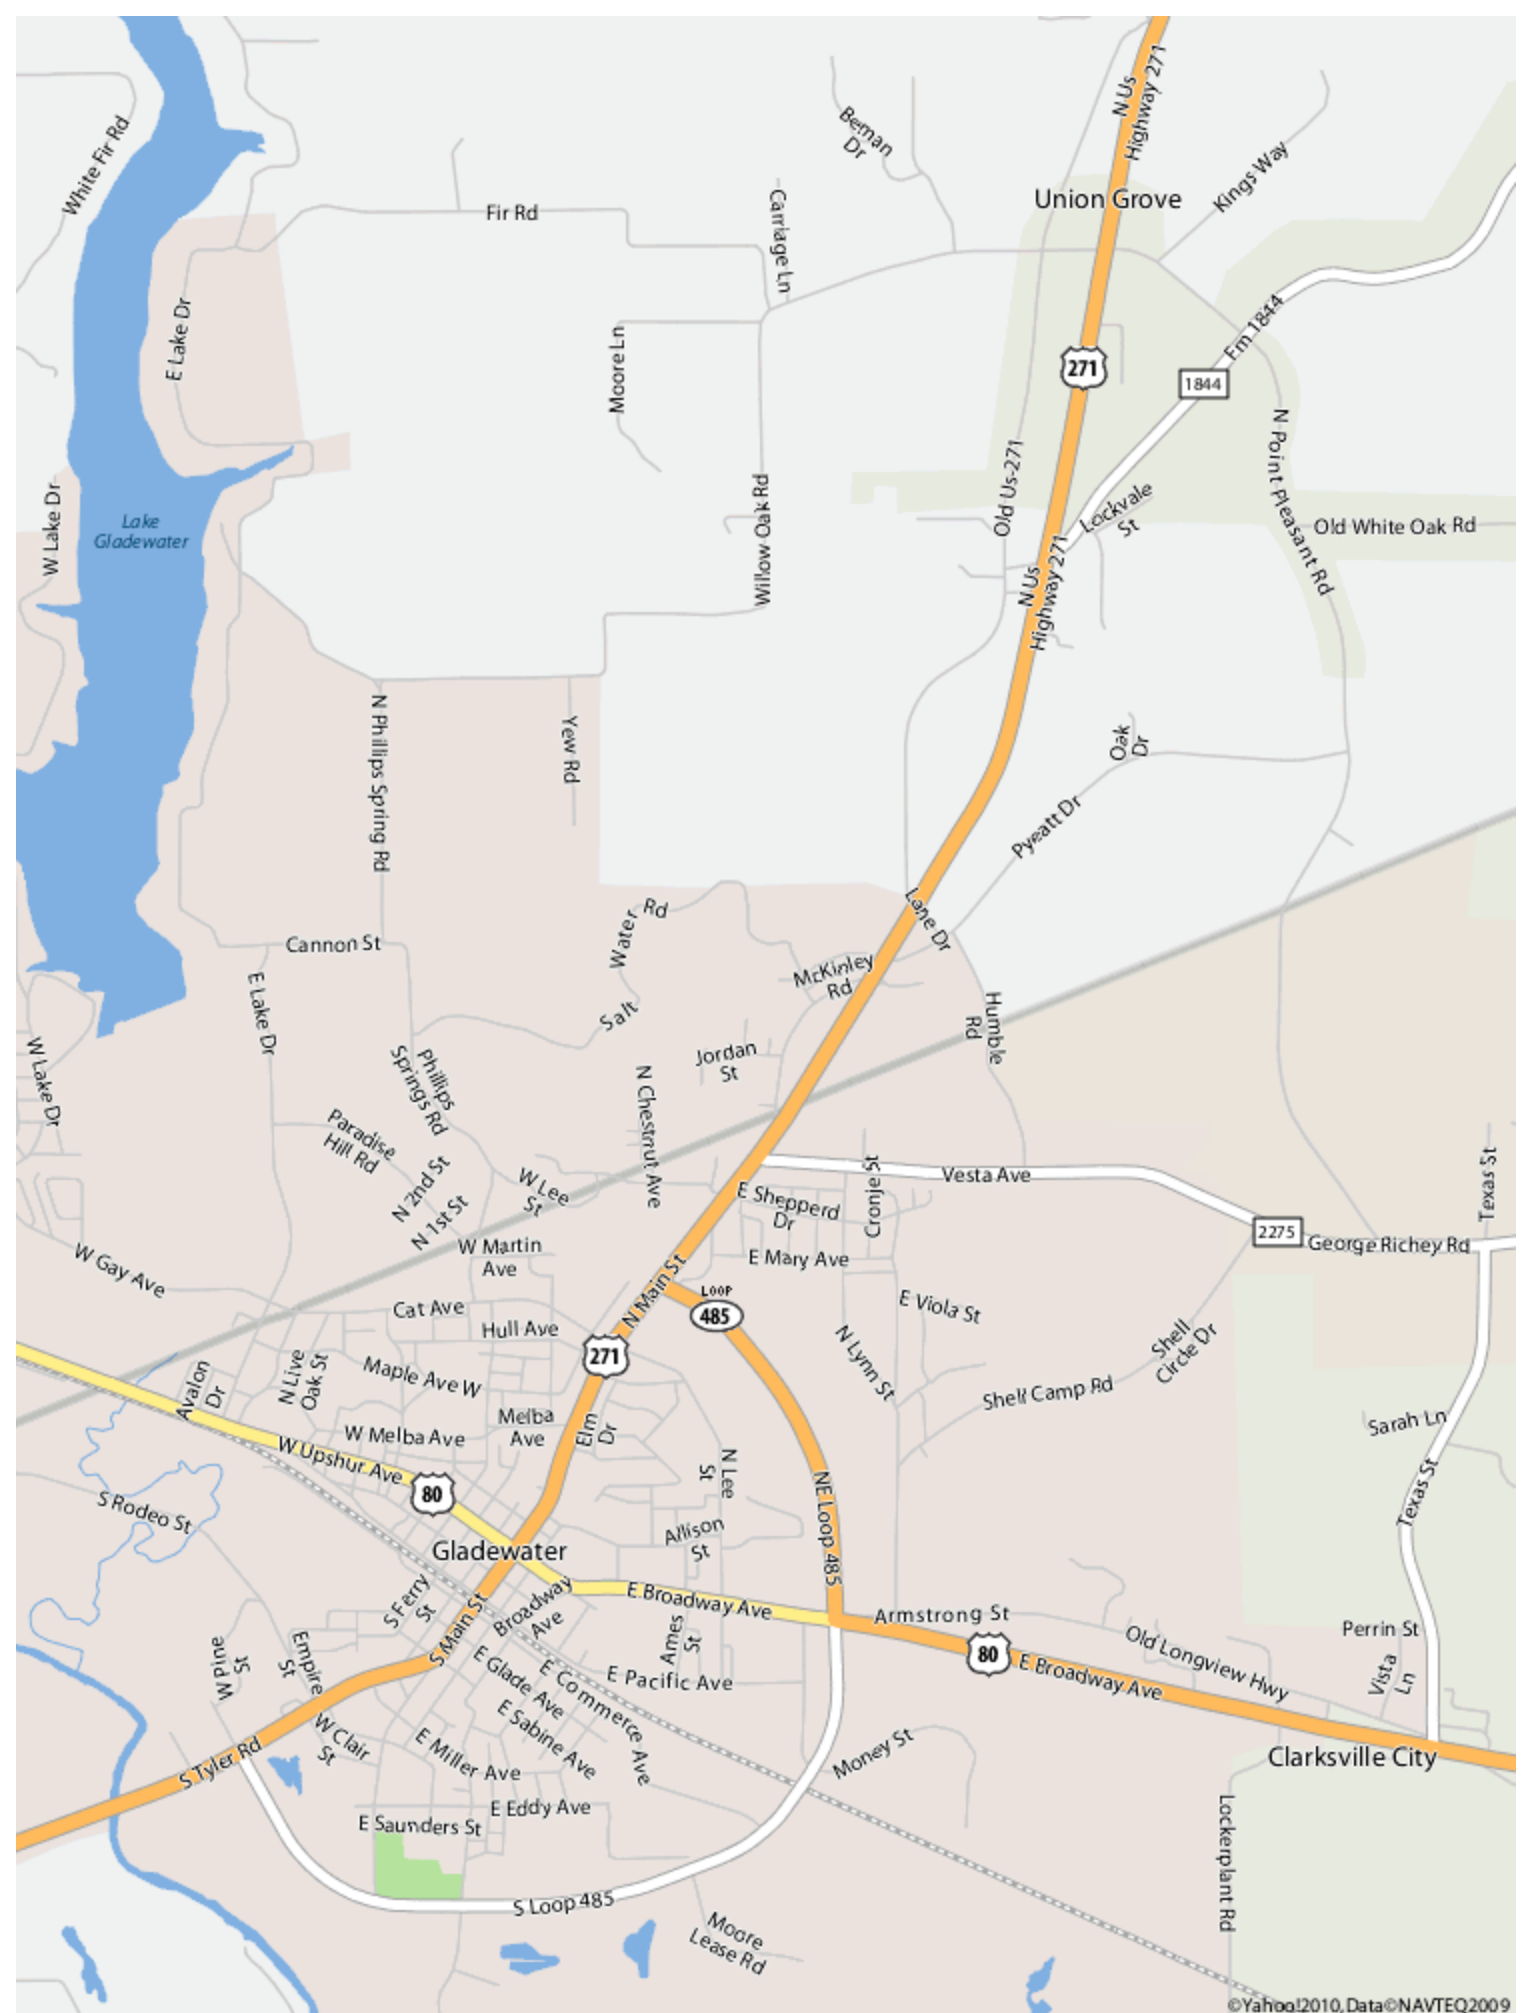 N Us
Highway 271
White Fir Rd
Beman
Dr
Kings Way
Union Grove
Fir Rd
Carriage Ln
E Lake Dr
Moore Ln
271
Fm 1844
1844
N Point Pleasant Rd
Old Us-271
W Lake Dr
Lake
Gladewater
Willow Oak Rd
Lockvale
St
Old White Oak Rd
N Us
Highway 271
N Phillips Spring Rd
Yew Rd
Oak
Dr
Pyeatt Dr
Lane Dr
Salt Water Rd
Cannon St
E Lake Dr
McKinley
Rd
Humble
Rd
W Lake Dr
Phillips
Springs Rd
Jordan
St
N Chestnut Ave
Paradise
Hill Rd
N 2nd St
N 1st St
W Lee
St
Cronje St
Vesta Ave
Texas St
E Shepperd
Dr
2275
George Richey Rd
W Gay Ave
W Martin
Ave
E Mary Ave
Cat Ave
Hull Ave
N Main St
LOOP
485
E Viola St
271
N Lynn St
Shell
Circle Dr
Avalon
Dr
N Live
Oak St
Maple Ave W
Shell Camp Rd
Sarah Ln
W Melba Ave
Melba
Ave
Elm
Dr
W Upshur Ave
80
N Lee
St
NE Loop 485
Texas St
S Rodeo St
Allison
St
Gladewater
S Ferry
St
S Main St
Broadway
Ave
E Broadway Ave
Armstrong St
Ames
St
80
E Broadway Ave
Old Longview Hwy
Perrin St
Vista
Ln
W Pine
St
Empire
St
E Glade Ave
E Commerce Ave
E Pacific Ave
E Sabine Ave
W Clair
St
E Miller Ave
S Tyler Rd
Money St
Clarksville City
E Eddy Ave
E Saunders St
Lockerplant Rd
S Loop 485
Moore
Lease Rd
©Yahoo!2010, Data©NAVTEQ2009